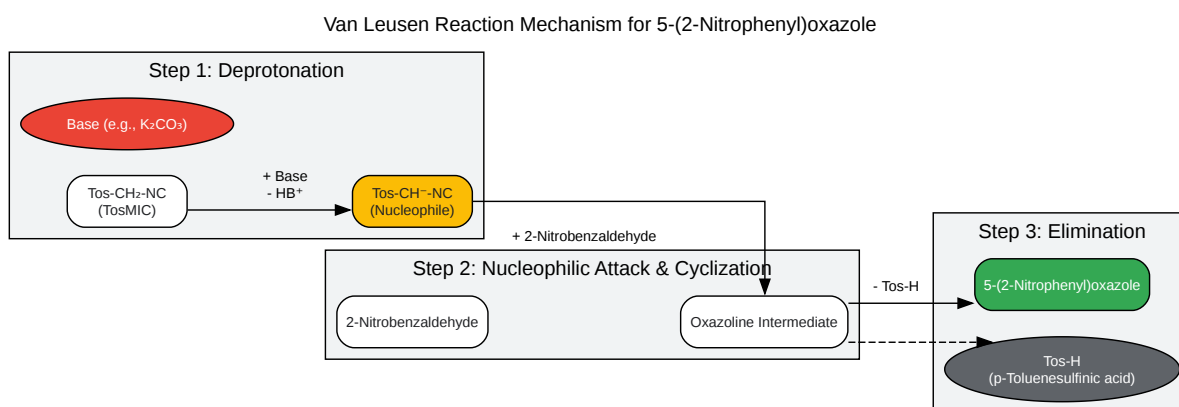 Van Leusen Reaction Mechanism for 5-(2-Nitrophenyl)oxazole
Step 1: Deprotonation
Base (e.g., K₂CO₃)
Tos-CH₂-NC
(TosMIC)
+ Base
- HB⁺
Tos-CH⁻-NC
(Nucleophile)
+ 2-Nitrobenzaldehyde
Step 2: Nucleophilic Attack & Cyclization
2-Nitrobenzaldehyde
Oxazoline Intermediate
- Tos-H
Step 3: Elimination
5-(2-Nitrophenyl)oxazole
Tos-H
(p-Toluenesulfinic acid)